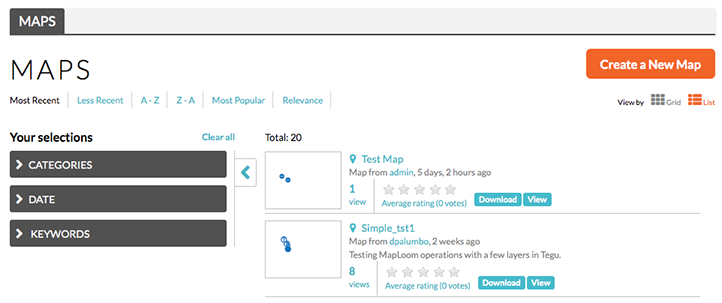 MAPS
MAPS
Create a New Map
Most Recent Less Recent A - Z Z - A Most Popular Relevance
View by Grid List
Your selections Clear all
CATEGORIES
DATE
KEYWORDS
Total: 20
Test Map
Map from admin, 5 days, 2 hours ago
1
view
Average rating (0 votes)
Download View
Simple_tst1
Map from dpalumbo, 2 weeks ago
Testing MapLoom operations with a few layers in Tegu.
8
views
Average rating (0 votes)
Download View